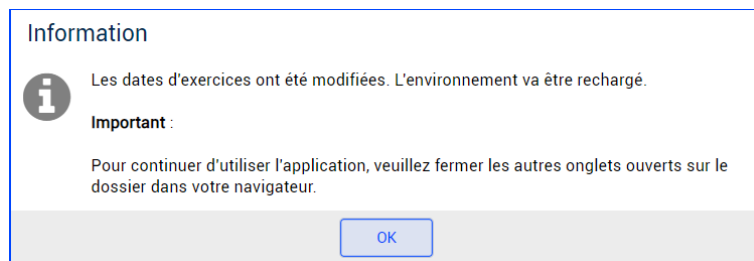 Information
Les dates d'exercices ont été modifiées. L'environnement va être rechargé.
Important :
Pour continuer d'utiliser l'application, veuillez fermer les autres onglets ouverts sur le
dossier dans votre navigateur.
OK